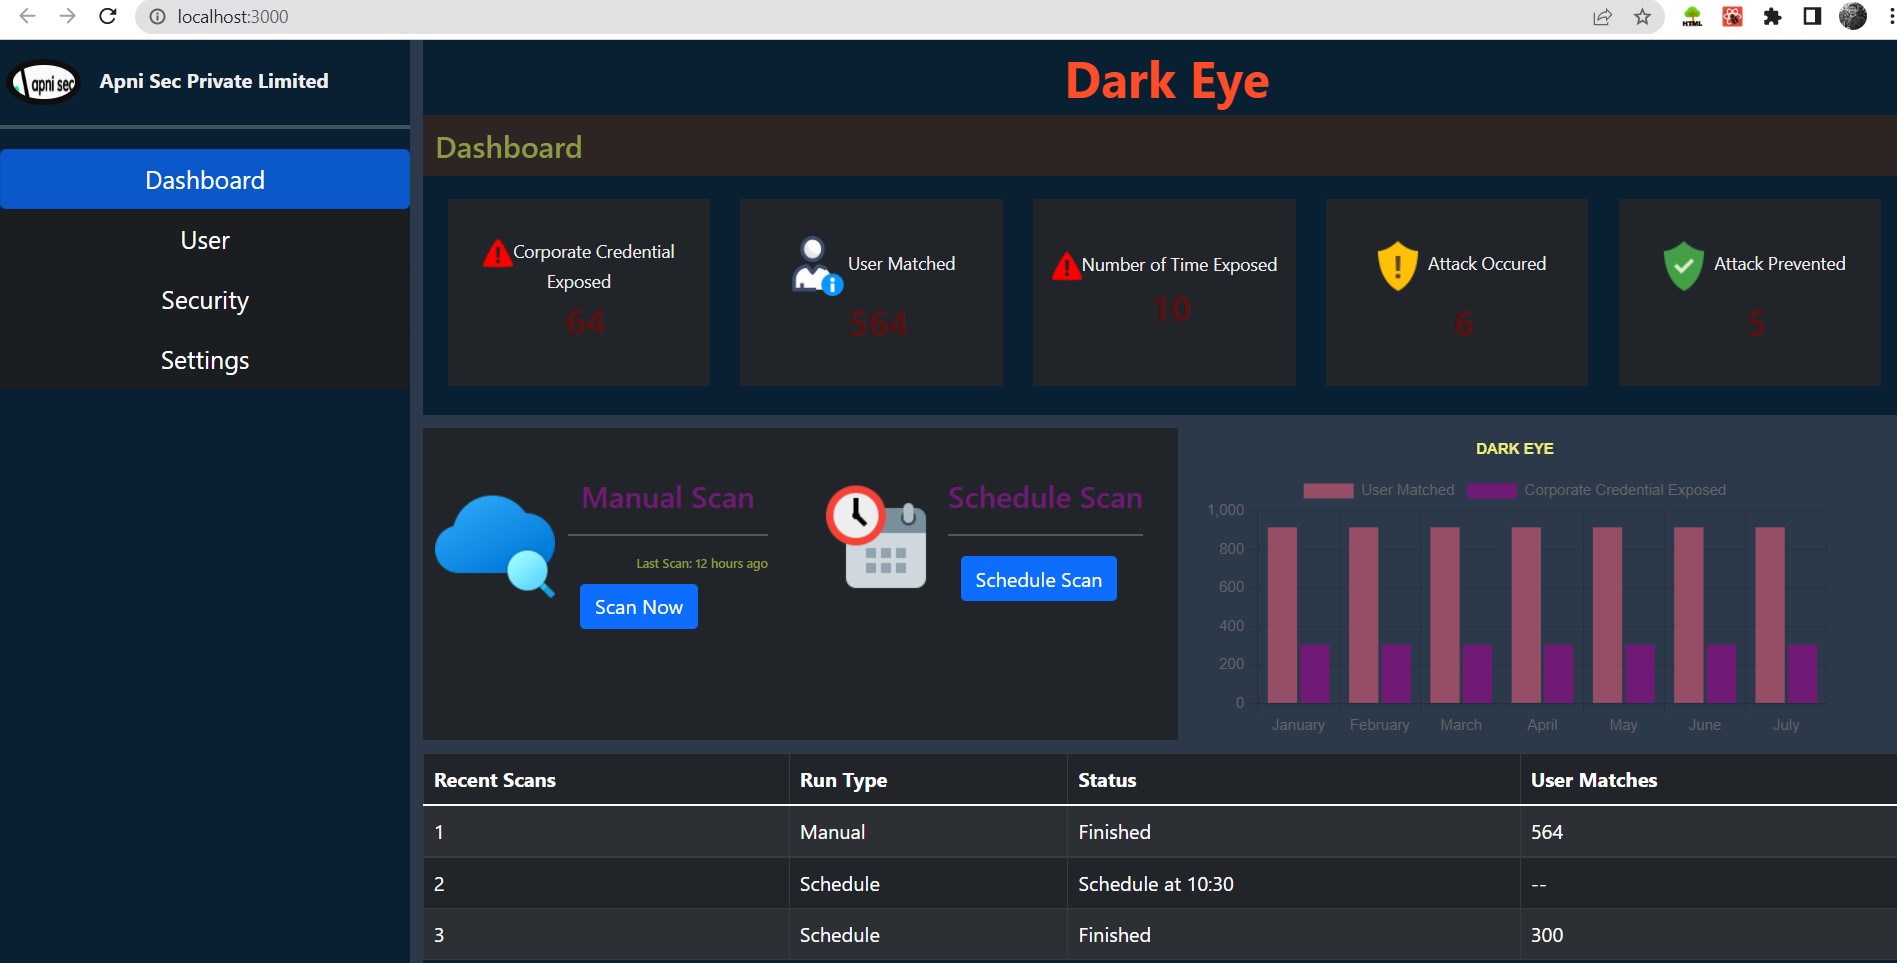 localhost:3000
HTML
apni sec
Apni Sec Private Limited
Dashboard
User
Security
Settings
Dark Eye
Dashboard
Corporate Credential
Exposed
64
User Matched
564
Number of Time Exposed
10
Attack Occured
6
Attack Prevented
5
Manual Scan
Last Scan: 12 hours ago
Scan Now
Schedule Scan
Schedule Scan
DARK EYE
User Matched Corporate Credential Exposed
1,000
800
600
400
200
0
January February March April May June July
Recent Scans Run Type Status User Matches
1 Manual Finished 564
2 Schedule Schedule at 10:30 --
3 Schedule Finished 300